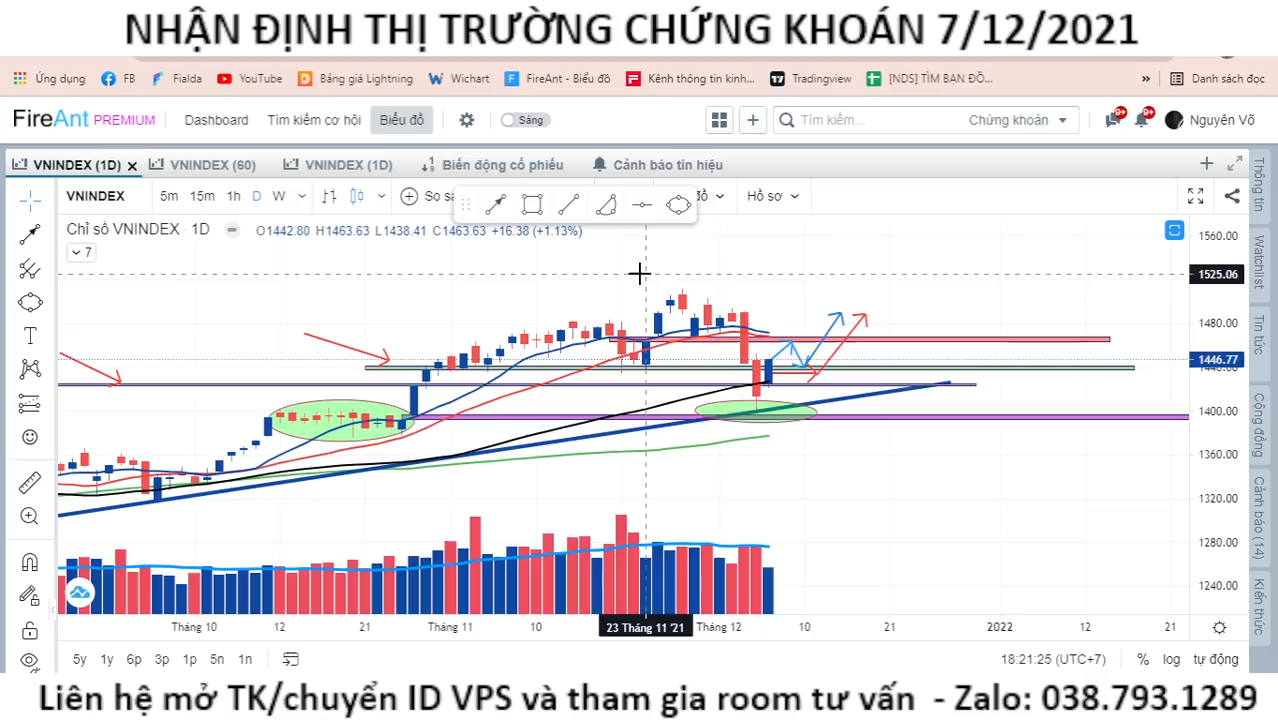 NHẬN ĐỊNH THỊ TRƯỜNG CHỨNG KHOÁN 7/12/2021
Ứng dụng FB Fialda YouTube Bảng giá Lightning Wichart FireAnt - Biểu đồ Kênh thông tin kinh... Tradingview [NDS] TÌM BẠN ĐỒ... » Danh sách đọc
FireAnt PREMIUM Dashboard Tìm kiếm cơ hội Biểu đồ Sáng Tìm kiếm... Chứng khoán 9+ 9+ Nguyên Võ
VNINDEX (1D) VNINDEX (60) VNINDEX (1D) Biến động cổ phiếu Cảnh báo tín hiệu
VNINDEX 5m 15m 1h D W So sá đồ Hồ sơ
Chỉ số VNINDEX · 1D O1442.80 H1463.63 L1438.41 C1463.63 +16.38 (+1.13%)
7
1560.00
1525.06
1480.00
1446.77
1440.00
1400.00
1360.00
1320.00
1280.00
1240.00
Thông tin
Watchlist
Tin tức
Cộng đồng
Cảnh báo (14)
Kiến thức
Tháng 10 12 21 Tháng 11 10 23 Tháng 11 '21 Tháng 12 10 21 2022 12 21
5y 1y 6p 3p 1p 5n 1n 18:21:25 (UTC+7) % log tự động
Liên hệ mở TK/chuyển ID VPS và tham gia room tư vấn - Zalo: 038.793.1289